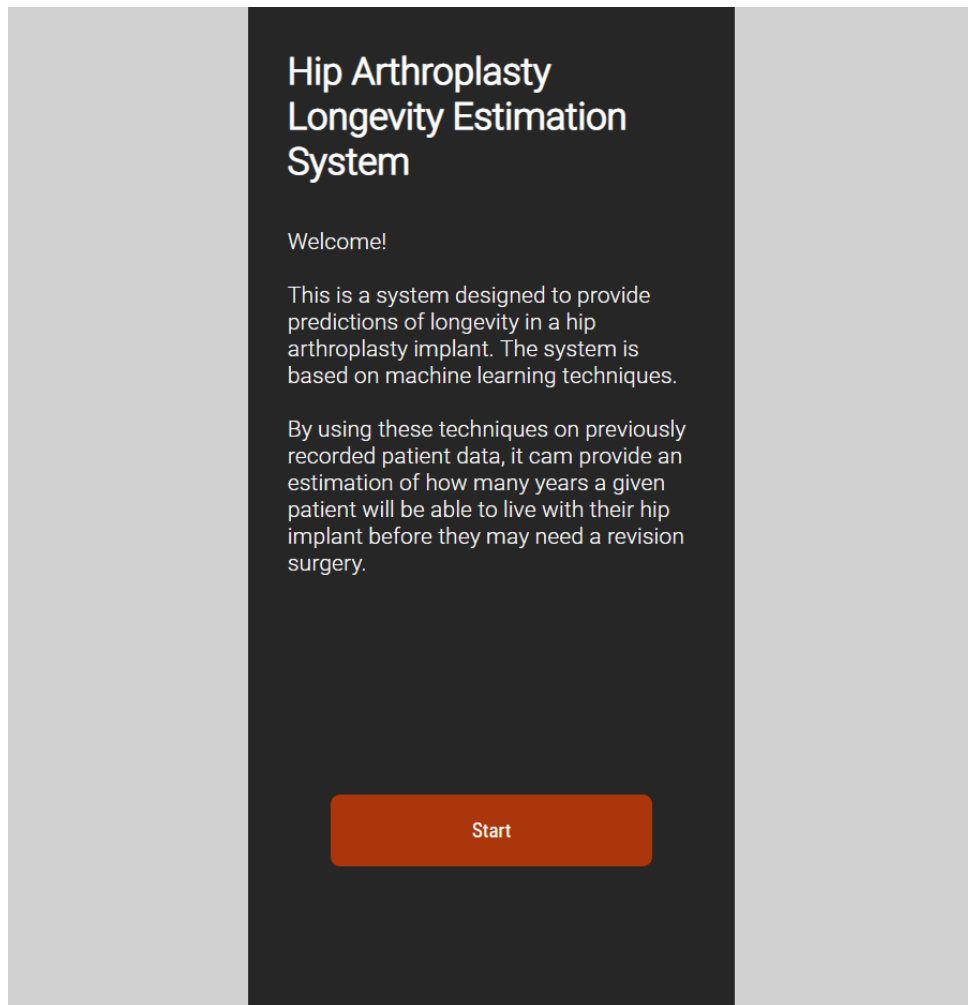 Hip Arthroplasty
Longevity Estimation
System
Welcome!
This is a system designed to provide
predictions of longevity in a hip
arthroplasty implant. The system is
based on machine learning techniques.
By using these techniques on previously
recorded patient data, it cam provide an
estimation of how many years a given
patient will be able to live with their hip
implant before they may need a revision
surgery.
Start